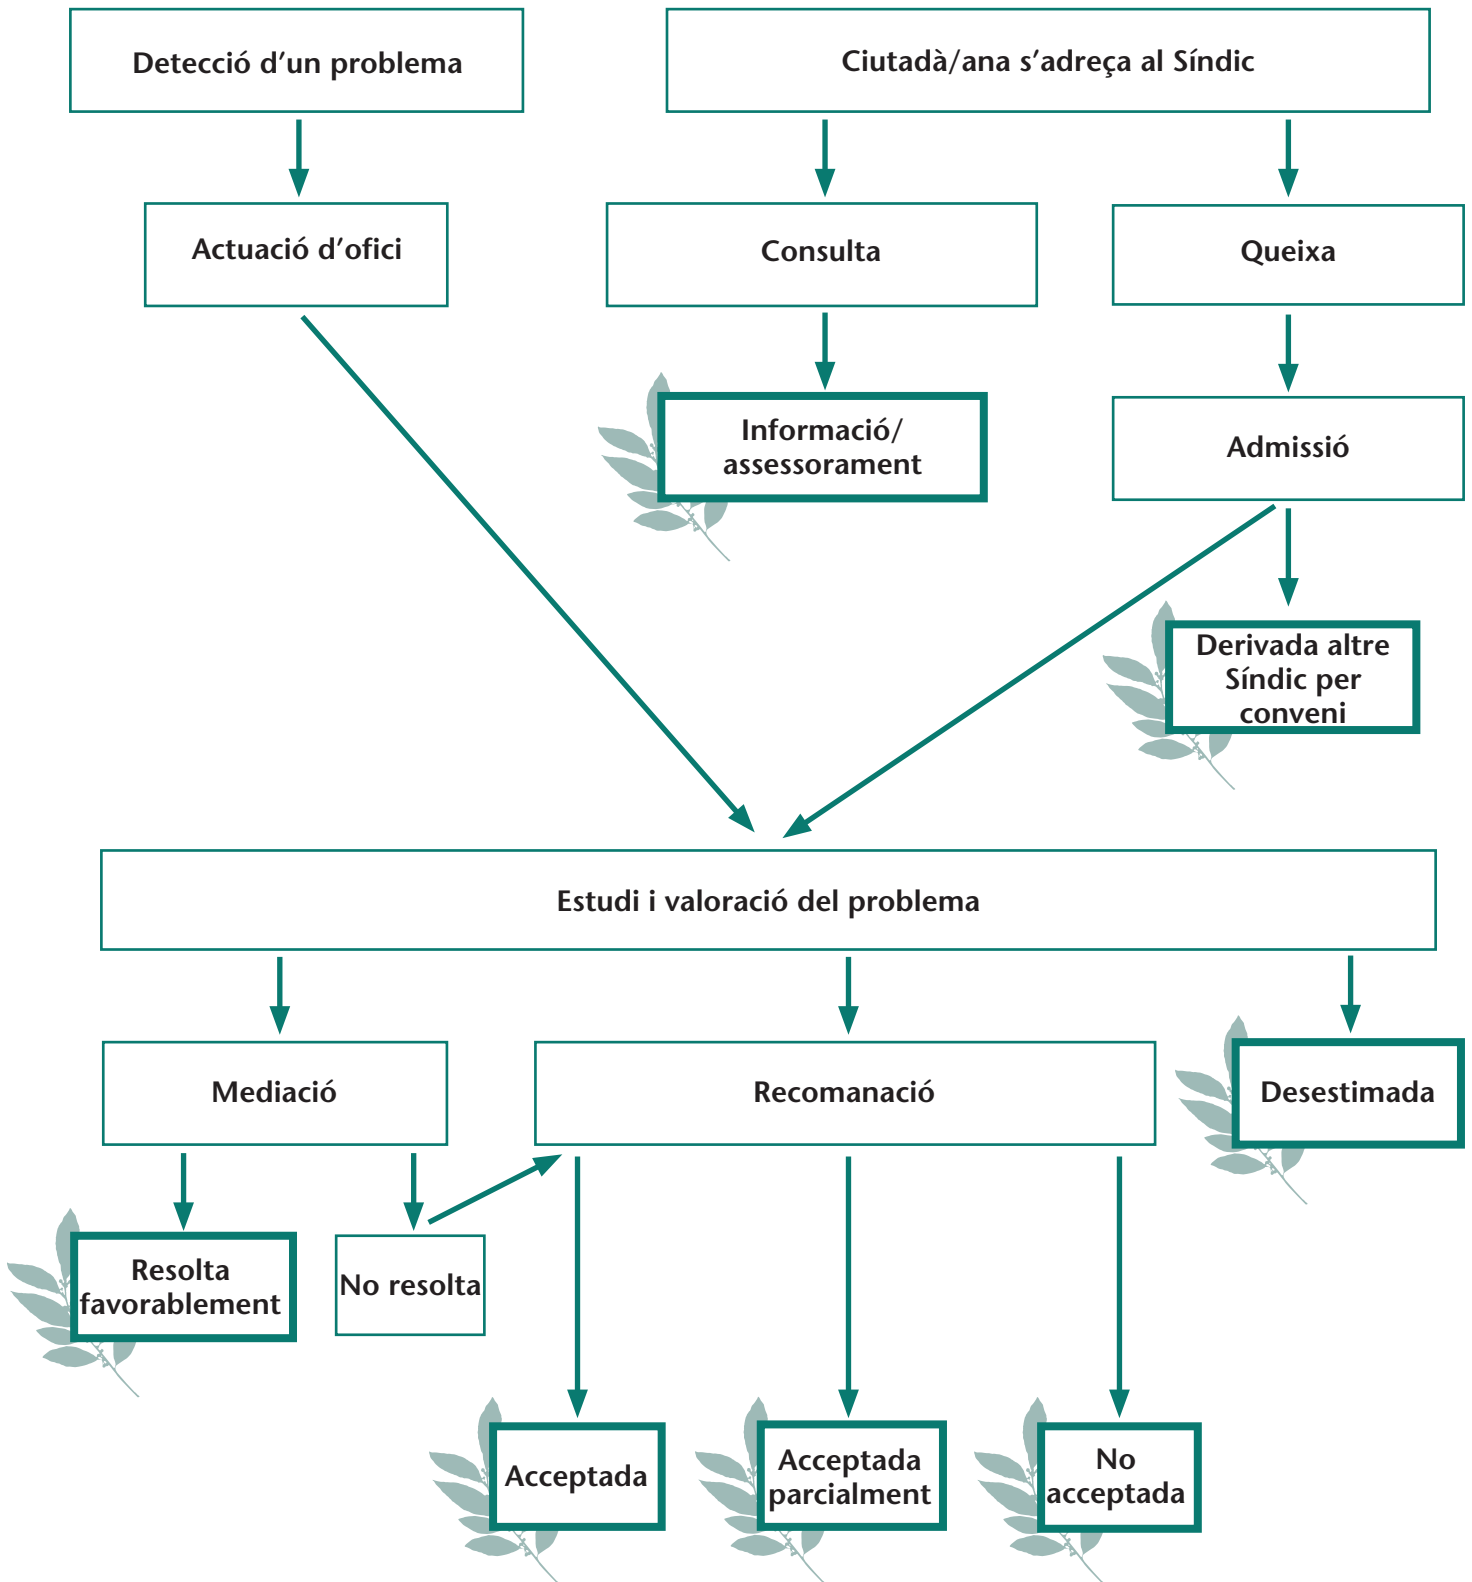 Detecció d’un problema
Ciutadà/ana s’adreça al Síndic
Actuació d’ofici
Consulta
Queixa
Informació/
assessorament
Admissió
Derivada altre
Síndic per
conveni
Estudi i valoració del problema
Mediació
Recomanació
Desestimada
Resolta
favorablement
No resolta
Acceptada
Acceptada
parcialment
No
acceptada